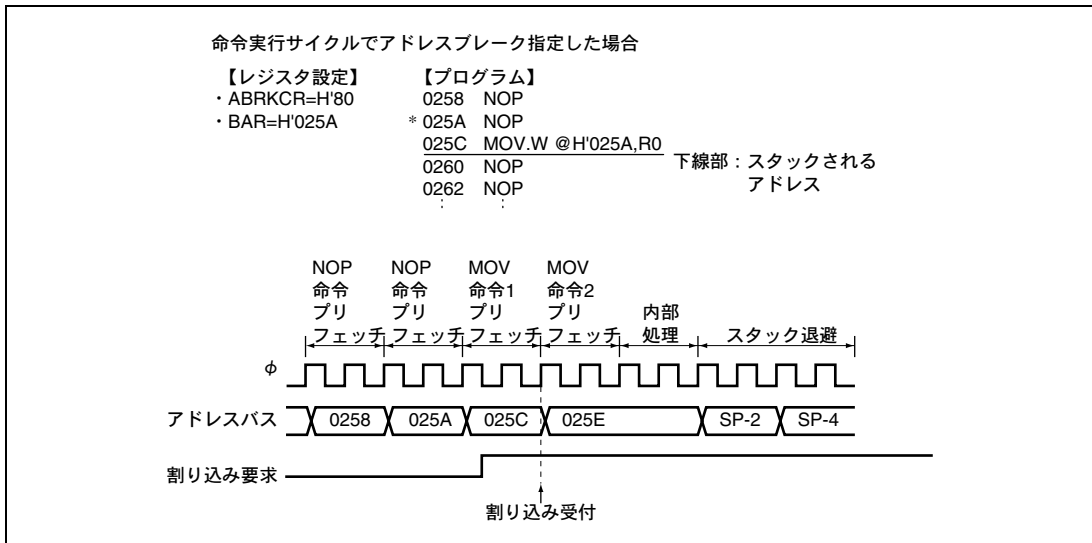 命令実行サイクルでアドレスブレーク指定した場合
【レジスタ設定】
・ABRKCR=H'80
・BAR=H'025A
【プログラム】
0258 NOP
* 025A NOP
025C MOV.W @H'025A,R0
0260 NOP
0262 NOP
: :
下線部：スタックされる
アドレス
NOP
命令
プリ
フェッチ
NOP
命令
プリ
フェッチ
MOV
命令1
プリ
フェッチ
MOV
命令2
プリ
フェッチ
内部
処理
スタック退避
φ
アドレスバス 0258 025A 025C 025E SP-2 SP-4
割り込み要求
割り込み受付